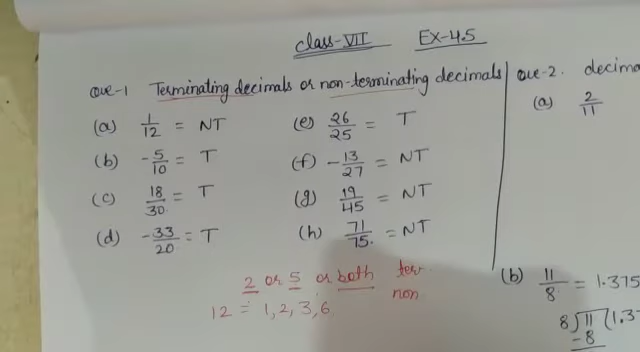 Class-VII Ex-4.5
Que-1 Terminating decimals or non-terminating decimals
(a) 1/12 = NT
(b) -5/10 = T
(c) 18/30 = T
(d) -33/20 = T
(e) 26/25 = T
(f) -13/27 = NT
(g) 19/45 = NT
(h) 71/75 = NT
2 or 5 or both ter
non
12 = 1, 2, 3, 6
Que-2. decima
(a) 2/11
(b) 11/8 = 1.375
8)11(1.3
-8